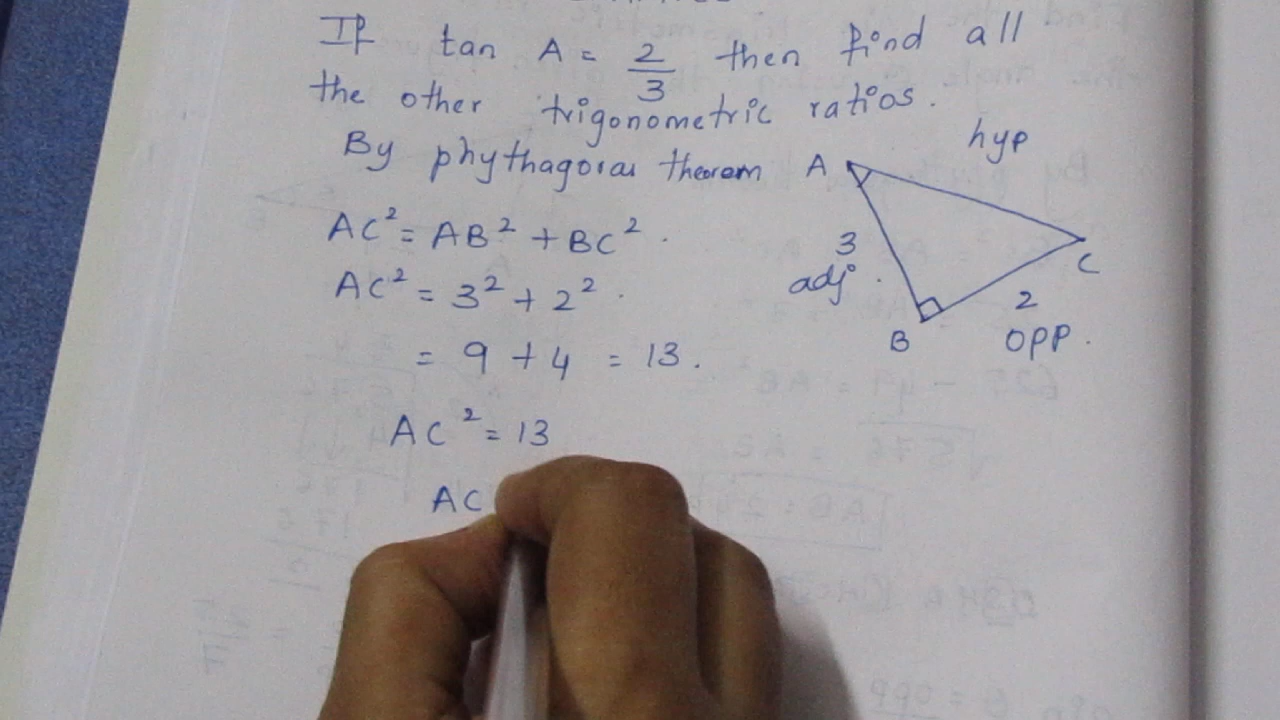 If tan A = 2/3 then find all
the other trigonometric ratios.
By phythagoras theorem
AC² = AB² + BC².
AC² = 3² + 2².
= 9 + 4 = 13.
AC² = 13
AC
A
hyp
3
adj.
C
B
2
opp.